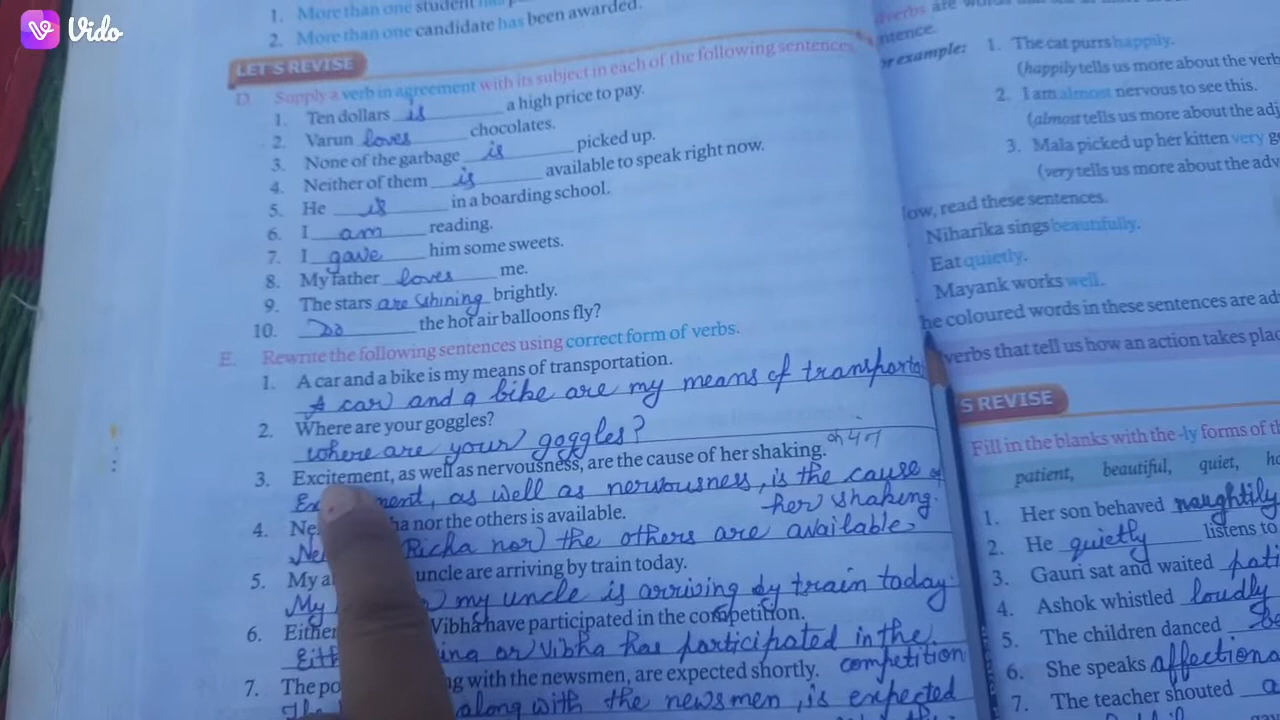 Vido
1. More than one student
2. More than one candidate has been awarded.
LET'S REVISE
D. Supply a verb in agreement with its subject in each of the following sentences.
1. Ten dollars is a high price to pay.
2. Varun loves chocolates.
3. None of the garbage is picked up.
4. Neither of them is available to speak right now.
5. He is in a boarding school.
6. I am reading.
7. I gave him some sweets.
8. My father loves me.
9. The stars are shining brightly.
10. Do the hot air balloons fly?
E. Rewrite the following sentences using correct form of verbs.
1. A car and a bike is my means of transportation.
A car and a bike are my means of transporta
2. Where are your goggles?
where are your goggles?
3. Excitement, as well as nervousness, are the cause of her shaking.
as well as nervousness, is the cause of
her shaking.
4. nor the others is available.
Richa nor the others are available.
5. My uncle are arriving by train today.
My my uncle is arriving by train today.
6. Either Vibha have participated in the competition.
or Vibha has participated in the
competition
7. The with the newsmen, are expected shortly.
along with the newsmen, is expected
verbs are
ntence.
or example: 1. The cat purrs happily.
(happily tells us more about the verb
2. I am almost nervous to see this.
(almost tells us more about the adj
3. Mala picked up her kitten very
(very tells us more about the adv
ow, read these sentences.
Niharika sings beautifully.
Eat quietly.
Mayank works well.
he coloured words in these sentences are ad
verbs that tell us how an action takes plac
S REVISE
Fill in the blanks with the -ly forms of th
patient, beautiful, quiet,
1. Her son behaved naughtily
2. He quietly listens to
3. Gauri sat and waited pati
4. Ashok whistled loudly
5. The children danced be
6. She speaks affectiona
7. The teacher shouted a